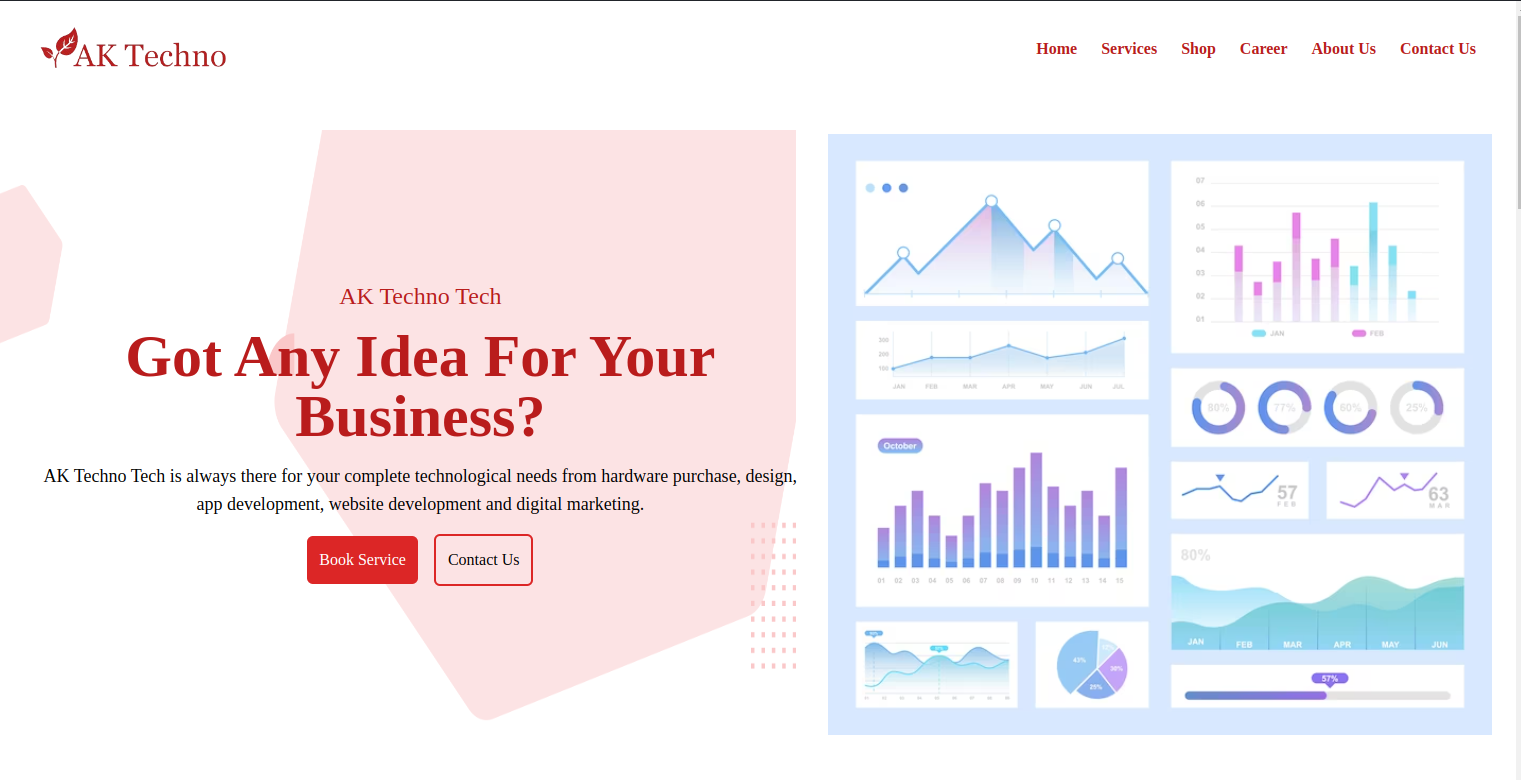 AK Techno
Home Services Shop Career About Us Contact Us
AK Techno Tech
Got Any Idea For Your
Business?
AK Techno Tech is always there for your complete technological needs from hardware purchase, design,
app development, website development and digital marketing.
Book Service Contact Us
300
200
100
JAN FEB MAR APR MAY JUN JUL
October
01 02 03 04 05 06 07 08 09 10 11 12 13 14 15
43%
38%
25%
07
06
05
04
03
02
01
JAN FEB
80% 77% 60% 25%
57
FEB
63
MAR
80%
JAN FEB MAR APR MAY JUN
57%